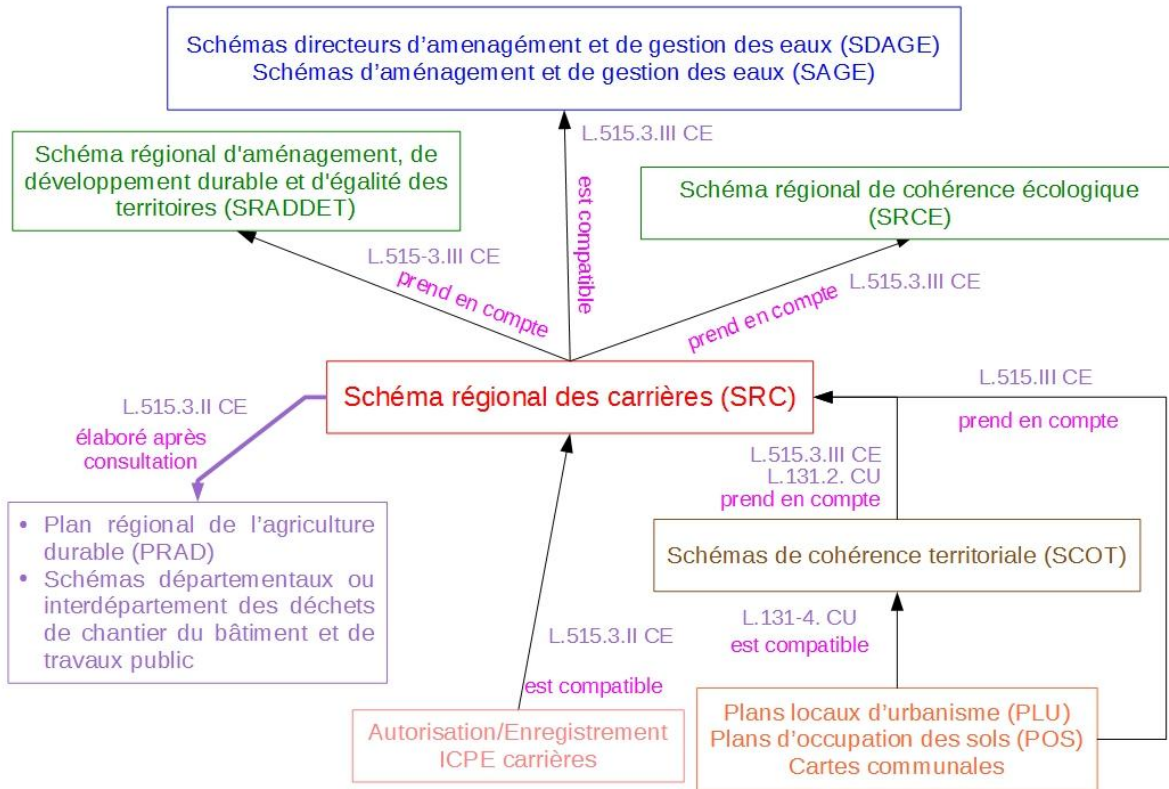 Schémas directeurs d’amenagément et de gestion des eaux (SDAGE)
Schémas d’aménagement et de gestion des eaux (SAGE)
L.515.3.III CE
est compatible
Schéma régional d'aménagement, de
développement durable et d'égalité des
territoires (SRADDET)
L.515-3.III CE
prend en compte
Schéma régional de cohérence écologique
(SRCE)
L.515.3.III CE
prend en compte
Schéma régional des carrières (SRC)
L.515.3.II CE
élaboré après
consultation
• Plan régional de l’agriculture
durable (PRAD)
• Schémas départementaux ou
interdépartement des déchets
de chantier du bâtiment et de
travaux public
L.515.III CE
prend en compte
L.515.3.III CE
L.131.2. CU
prend en compte
Schémas de cohérence territoriale (SCOT)
L.131-4. CU
est compatible
L.515.3.II CE
est compatible
Autorisation/Enregistrement
ICPE carrières
Plans locaux d’urbanisme (PLU)
Plans d’occupation des sols (POS)
Cartes communales